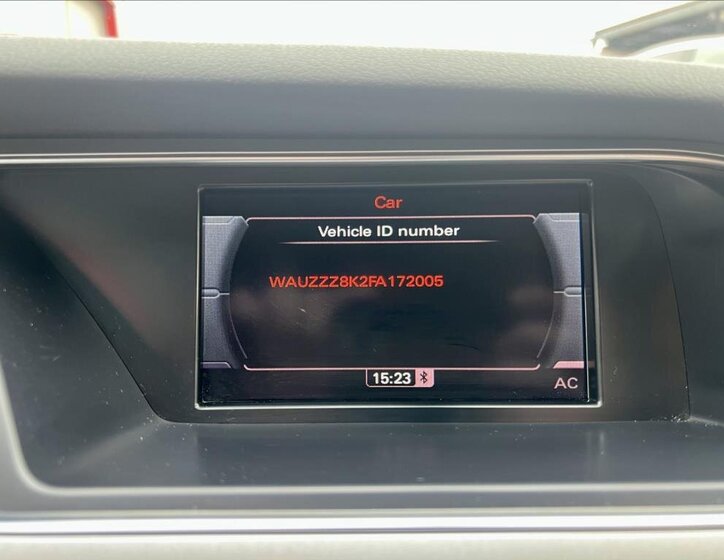 Car
Vehicle ID number
WAUZZZ8K2FA172005
15:23
AC